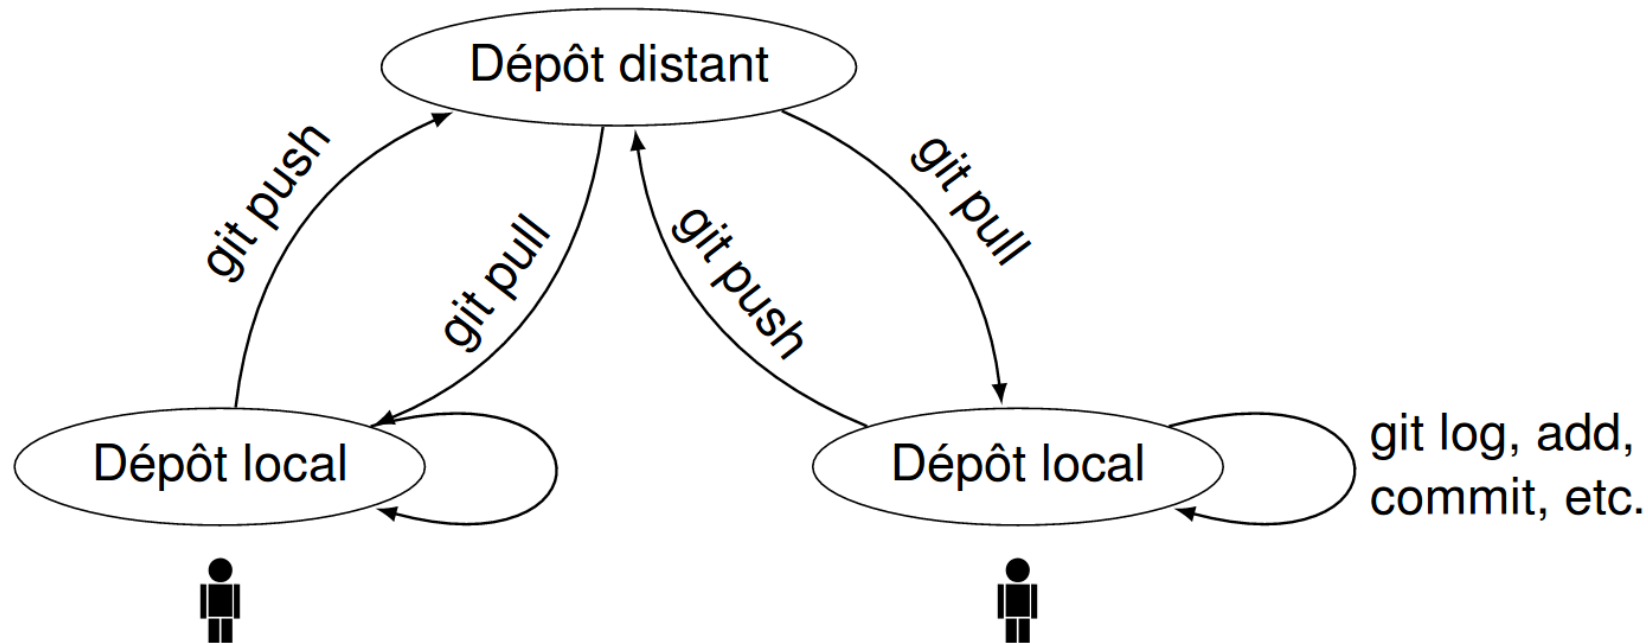 Dépôt distant
git push
git pull
git push
git pull
Dépôt local
Dépôt local
git log, add,
commit, etc.